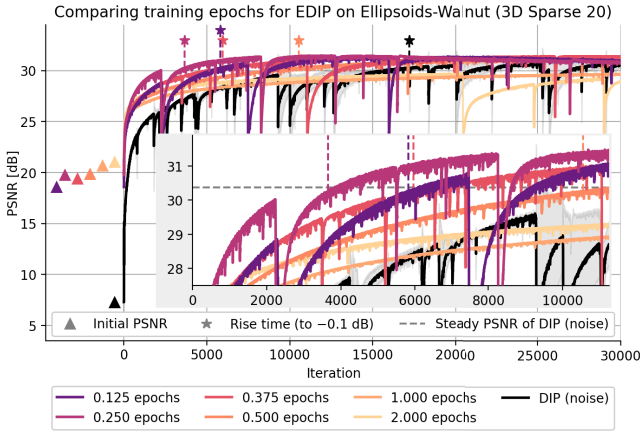 Comparing training epochs for EDIP on Ellipsoids-Walnut (3D Sparse 20)
PSNR [dB]
30
25
20
15
10
5
31
30
29
28
0 2000 4000 6000 8000 10000
Initial PSNR Rise time (to −0.1 dB) Steady PSNR of DIP (noise)
0 5000 10000 15000 20000 25000 30000
Iteration
0.125 epochs 0.375 epochs 1.000 epochs DIP (noise)
0.250 epochs 0.500 epochs 2.000 epochs